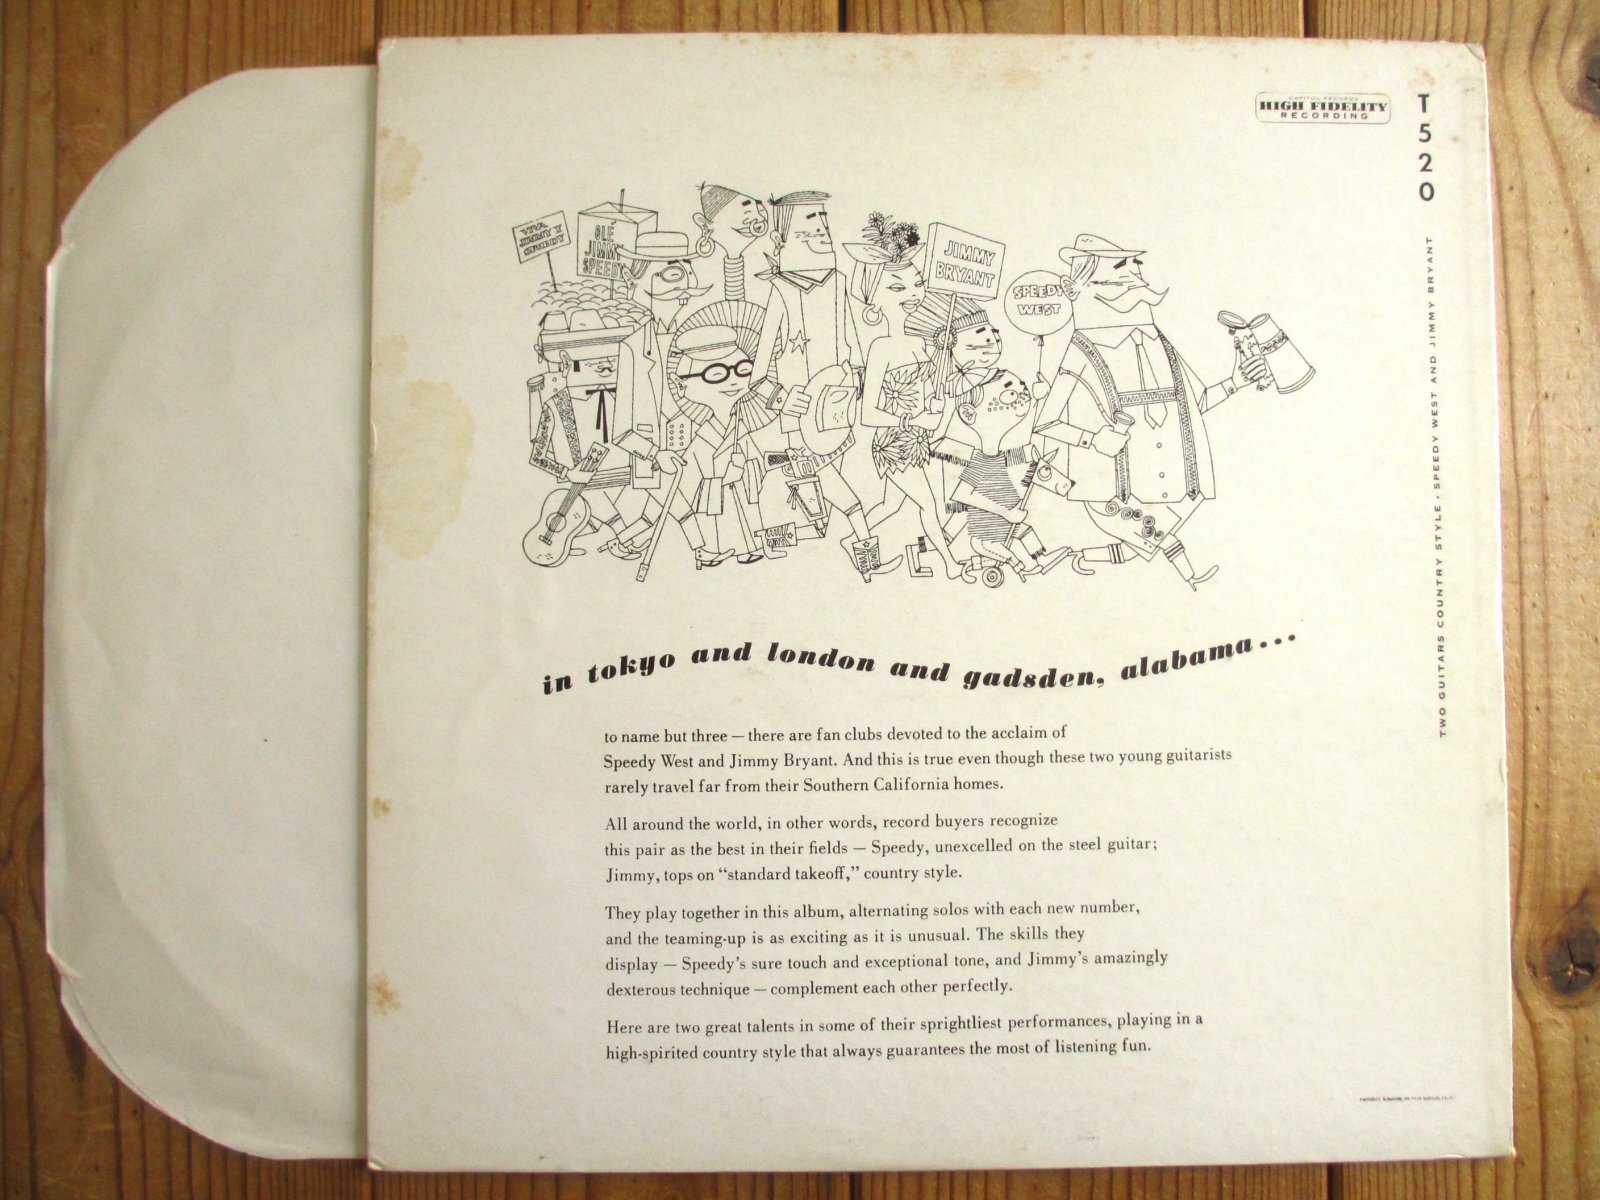 CAPITOL RECORDS
HIGH FIDELITY
RECORDING
T
5
2
0
TWO GUITARS COUNTRY STYLE · SPEEDY WEST AND JIMMY BRYANT
VIVA
JIMMY Y
SPEEDY
OLÉ
JIMMY
SPEEDY
JIMMY
BRYANT
SPEEDY
WEST
in tokyo and london and gadsden, alabama...
to name but three — there are fan clubs devoted to the acclaim of
Speedy West and Jimmy Bryant. And this is true even though these two young guitarists
rarely travel far from their Southern California homes.
All around the world, in other words, record buyers recognize
this pair as the best in their fields — Speedy, unexcelled on the steel guitar;
Jimmy, tops on “standard takeoff,” country style.
They play together in this album, alternating solos with each new number,
and the teaming-up is as exciting as it is unusual. The skills they
display — Speedy’s sure touch and exceptional tone, and Jimmy’s amazingly
dexterous technique — complement each other perfectly.
Here are two great talents in some of their sprightliest performances, playing in a
high-spirited country style that always guarantees the most of listening fun.